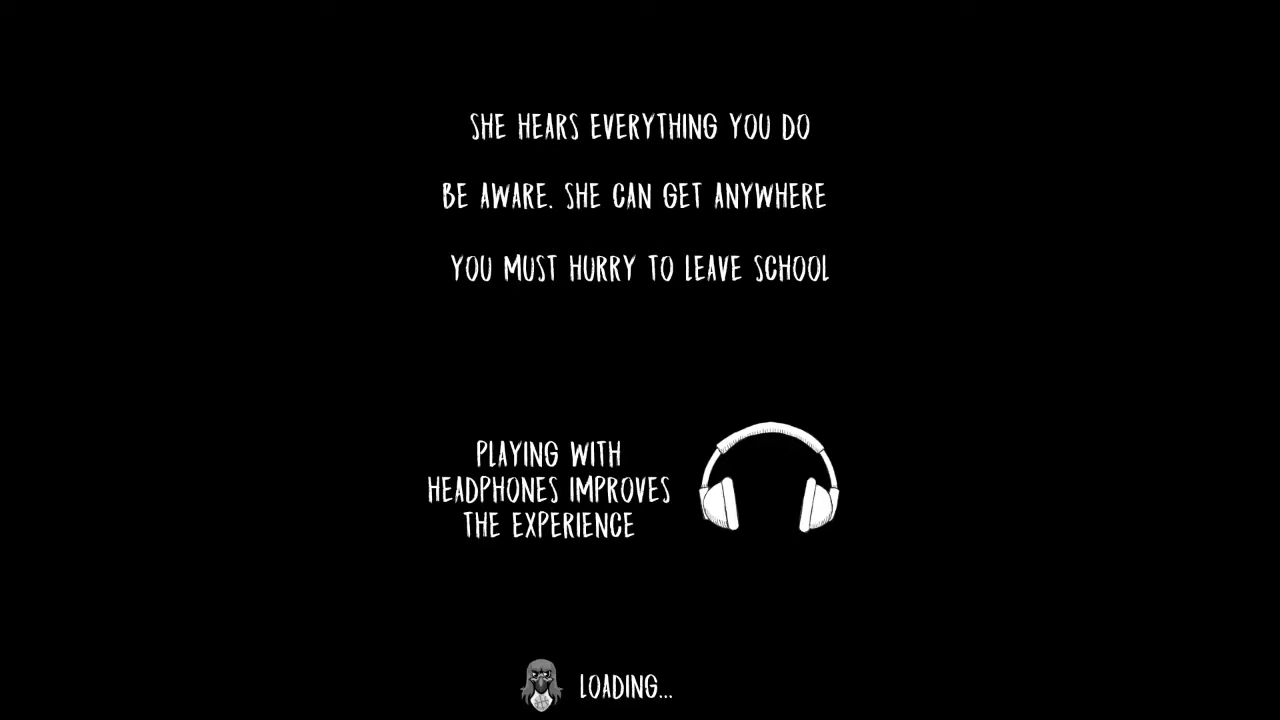 SHE HEARS EVERYTHING YOU DO
BE AWARE. SHE CAN GET ANYWHERE
YOU MUST HURRY TO LEAVE SCHOOL
PLAYING WITH
HEADPHONES IMPROVES
THE EXPERIENCE
LOADING...